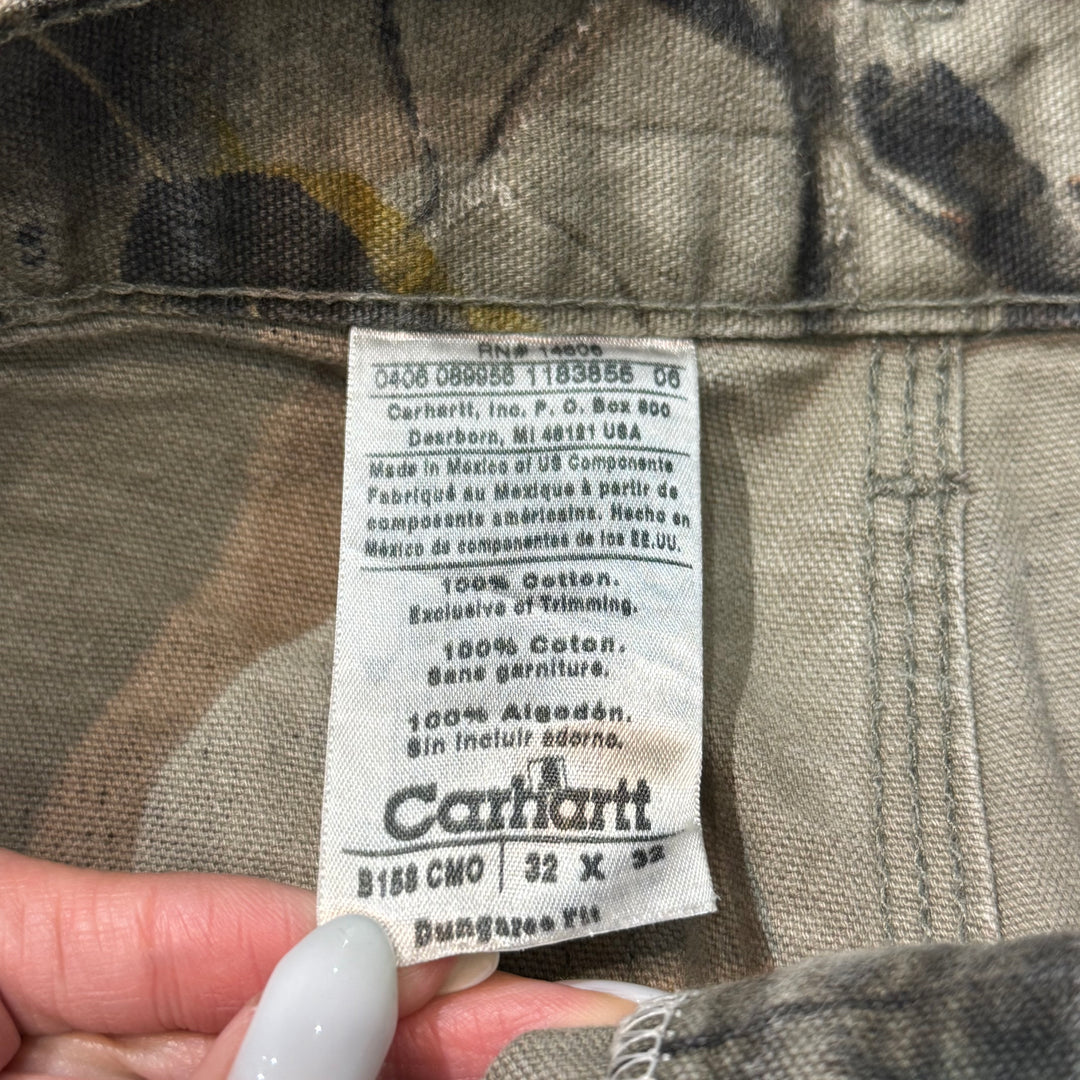 RN# 14806
0406 089956 1183855 06
Carhartt, Inc. P. O. Box 600
Dearborn, MI 48121 USA
Made in Mexico of US Components
Fabriqué au Mexique à partir de
composants américains. Hecho en
México de componentes de los EE.UU.
100% Cotton.
Exclusive of Trimming.
100% Coton.
Sans garniture.
100% Algodón.
Sin incluir adorno.
Carhartt
B158 CMO 32 X 32
Dungaree Fit